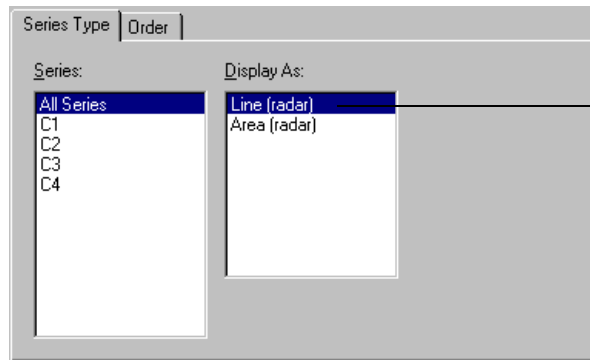 Series Type Order
Series: Display As:
All Series Line (radar)
C1 Area (radar)
C2
C3
C4